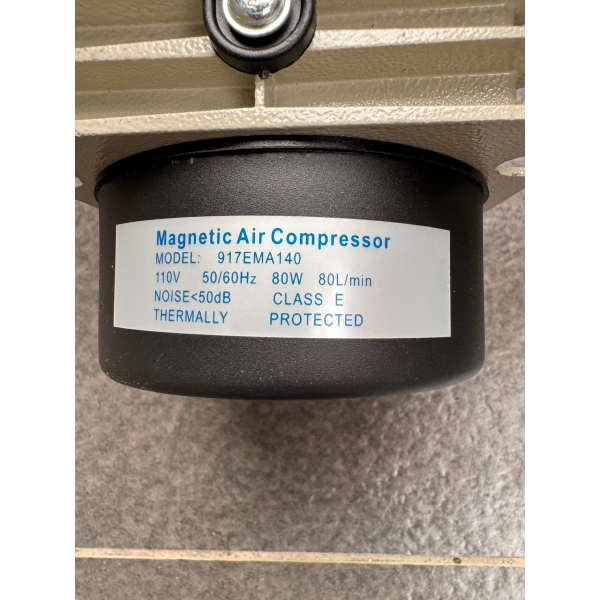 Magnetic Air Compressor
MODEL: 917EMA140
110V 50/60Hz 80W 80L/min
NOISE<50dB CLASS E
THERMALLY PROTECTED